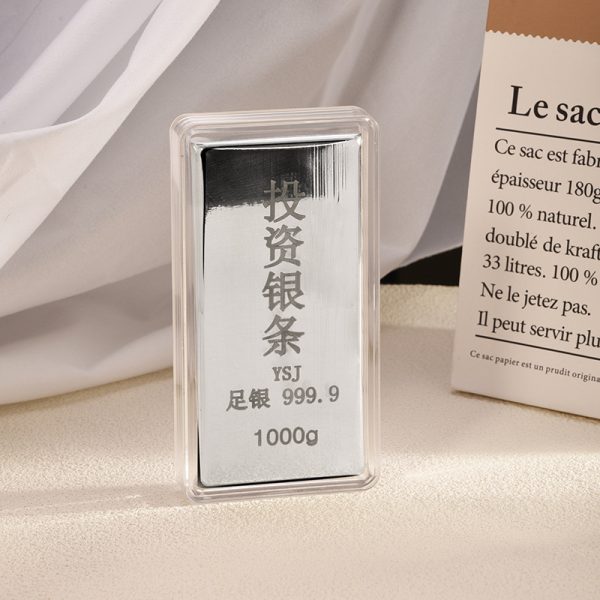 投资银条
YSJ
足银 999.9
1000g
Le sac
Ce sac est fab
épaisseur 180g
100 % naturel.
doublé de kraft
33 litres. 100 %
Ne le jetez pas.
Il peut servir plu
Ce sac papier est un prudit origina